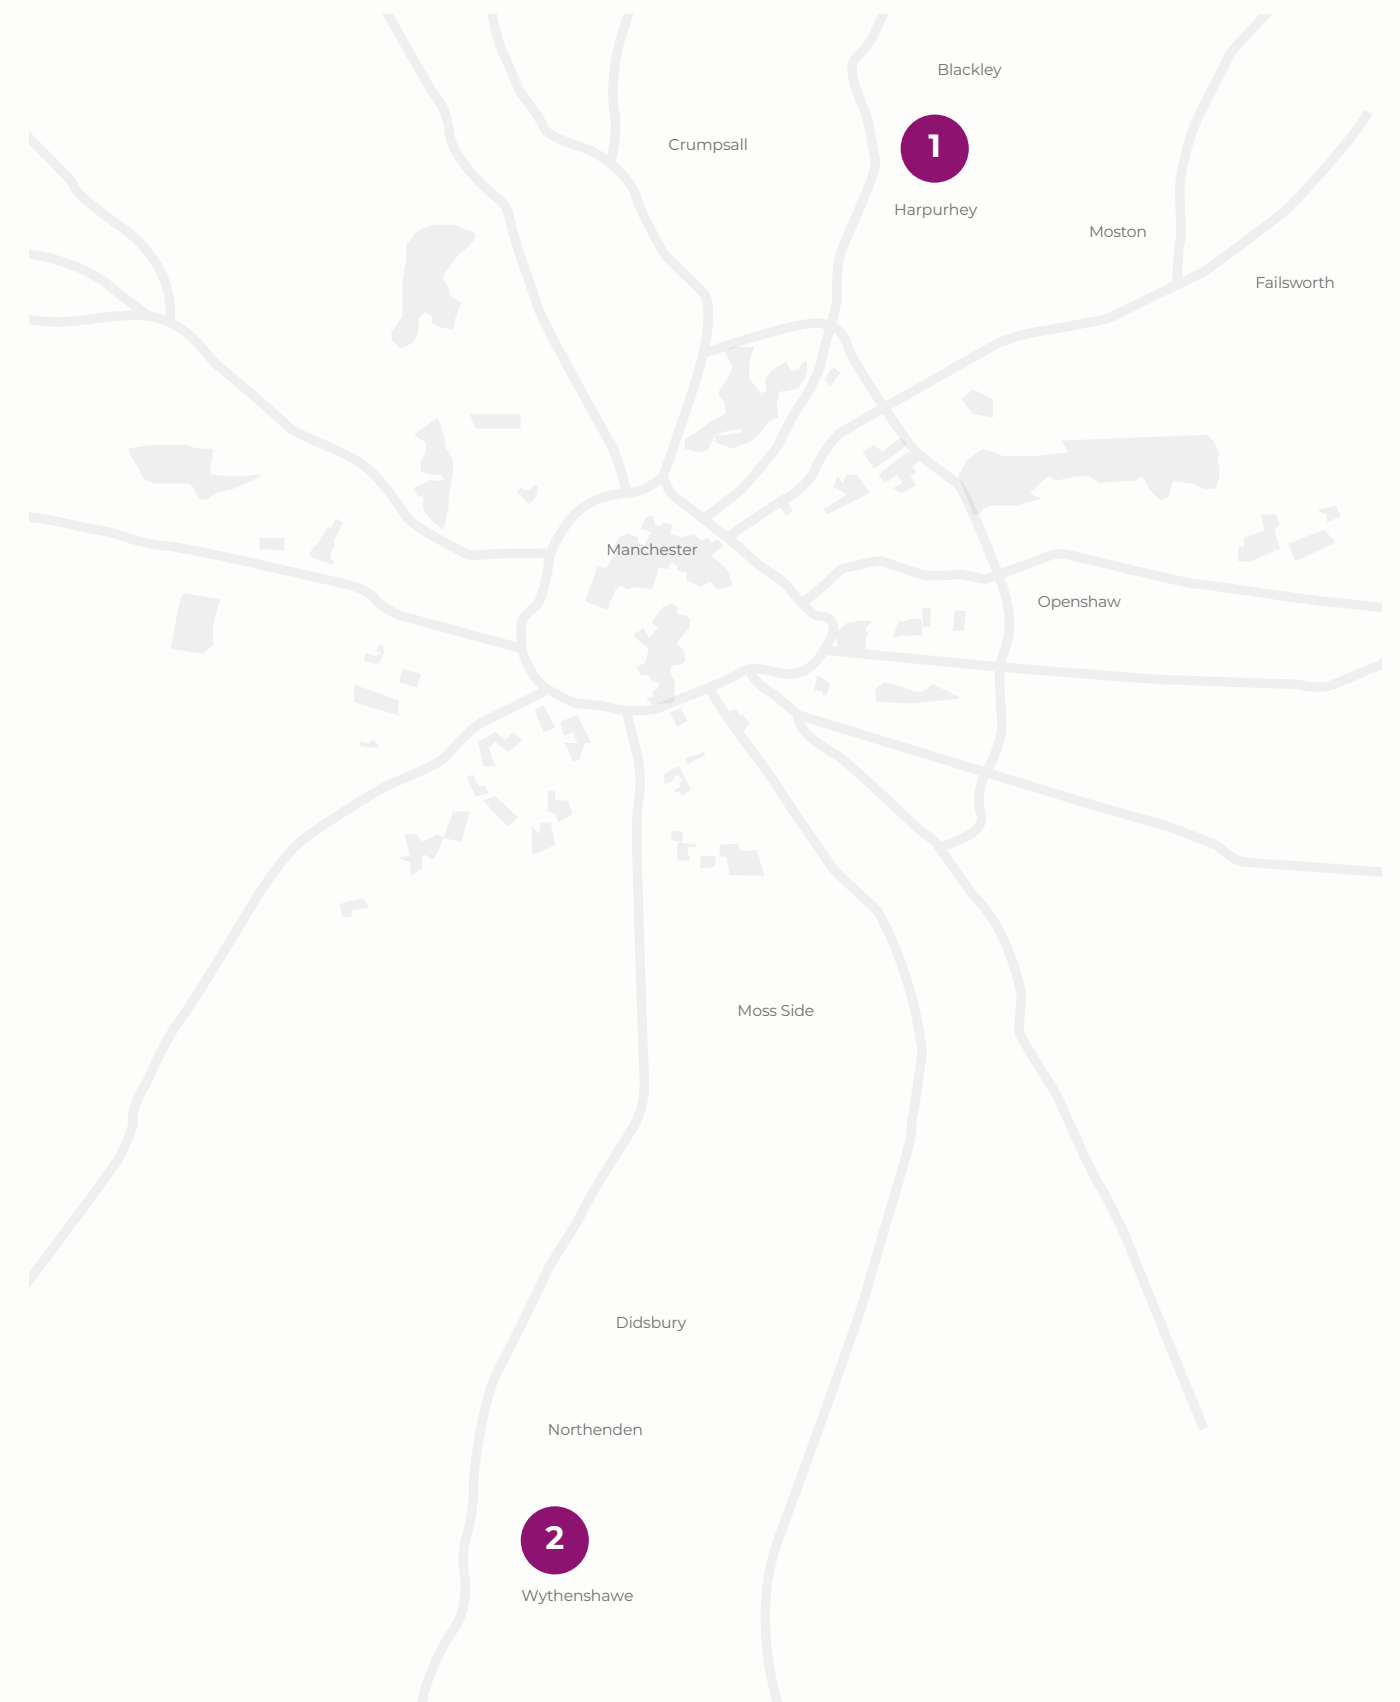 Blackley
1
Crumpsall
Harpurhey
Moston
Failsworth
Manchester
Openshaw
Moss Side
Didsbury
Northenden
2
Wythenshawe